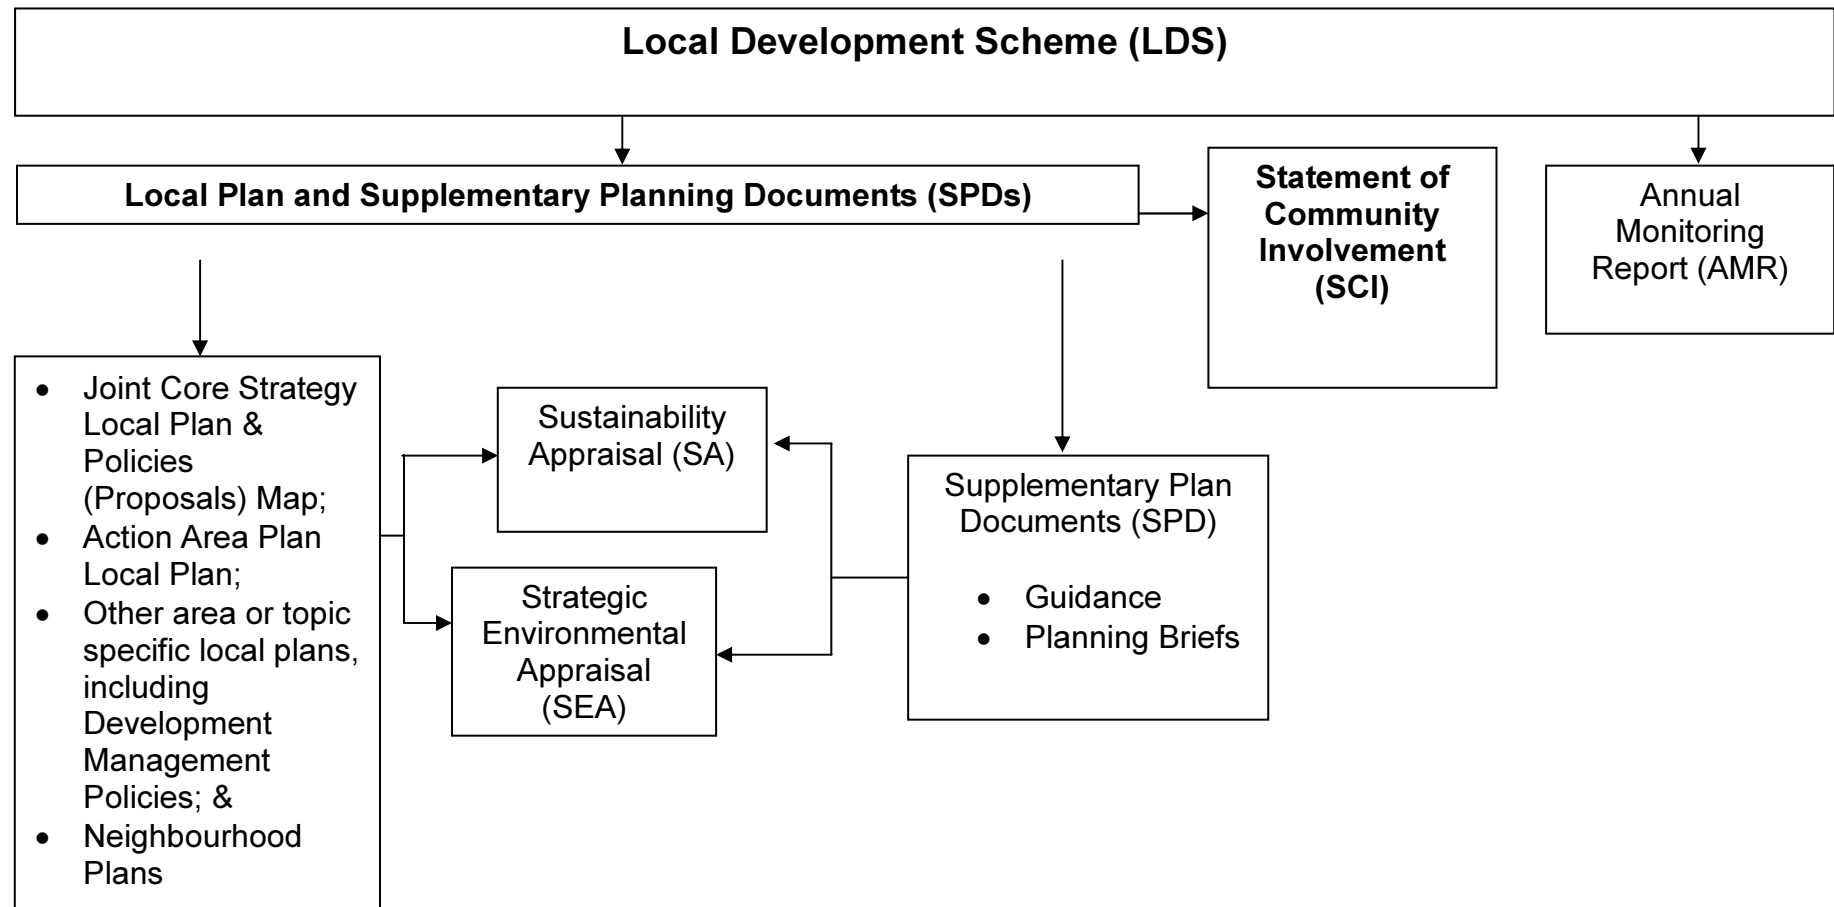 Local Development Scheme (LDS)
Local Plan and Supplementary Planning Documents (SPDs)
Statement of
Community
Involvement
(SCI)
Annual
Monitoring
Report (AMR)
• Joint Core Strategy
Local Plan &
Policies
(Proposals) Map;
• Action Area Plan
Local Plan;
• Other area or topic
specific local plans,
including
Development
Management
Policies; &
• Neighbourhood
Plans
Sustainability
Appraisal (SA)
Strategic
Environmental
Appraisal
(SEA)
Supplementary Plan
Documents (SPD)
• Guidance
• Planning Briefs